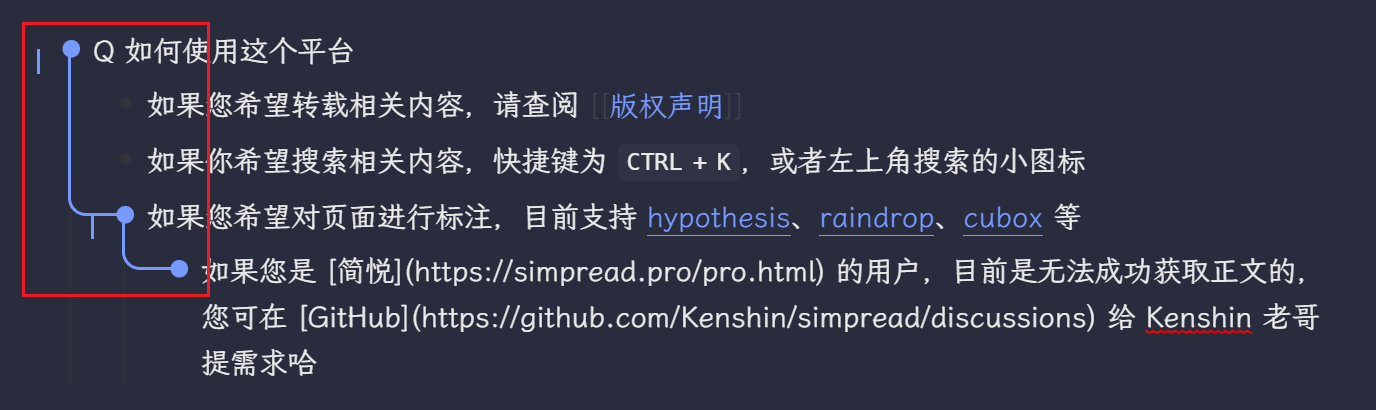 Q 如何使用这个平台
如果您希望转载相关内容，请查阅 [[版权声明]]
如果你希望搜索相关内容，快捷键为 CTRL + K，或者左上角搜索的小图标
如果您希望对页面进行标注，目前支持 hypothesis、raindrop、cubox 等
如果您是 [简悦](https://simpread.pro/pro.html) 的用户，目前是无法成功获取正文的，
您可在 [GitHub](https://github.com/Kenshin/simpread/discussions) 给 Kenshin 老哥
提需求哈